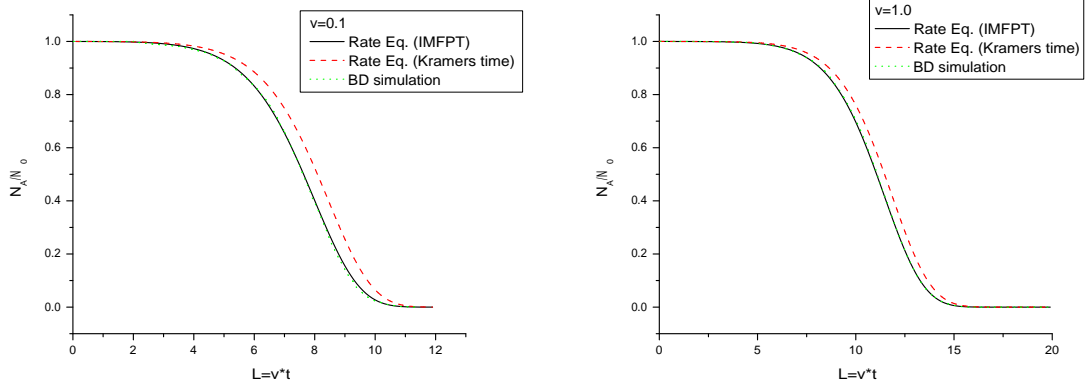 v=0.1
Rate Eq. (IMFPT)
Rate Eq. (Kramers time)
BD simulation
1.0
0.8
0.6
0.4
0.2
0.0
N_A/N_0
0 2 4 6 8 10 12
L=v*t
v=1.0
Rate Eq. (IMFPT)
Rate Eq. (Kramers time)
BD simulation
1.0
0.8
0.6
0.4
0.2
0.0
N_A/N_0
0 5 10 15 20
L=v*t